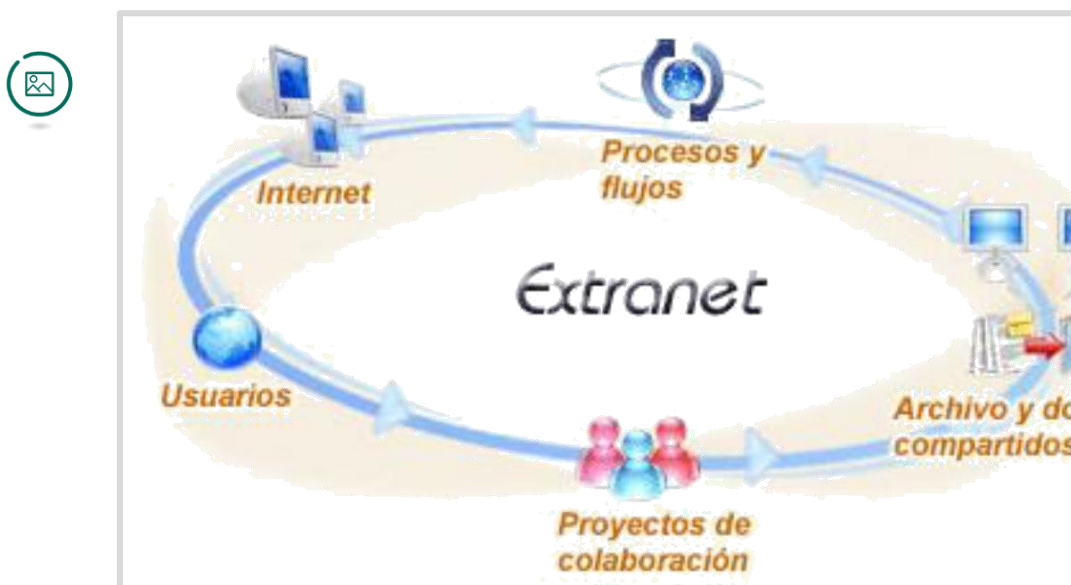 Procesos y
flujos
Internet
Extranet
Usuarios
Archivo y
compartidos
Proyectos de
colaboración